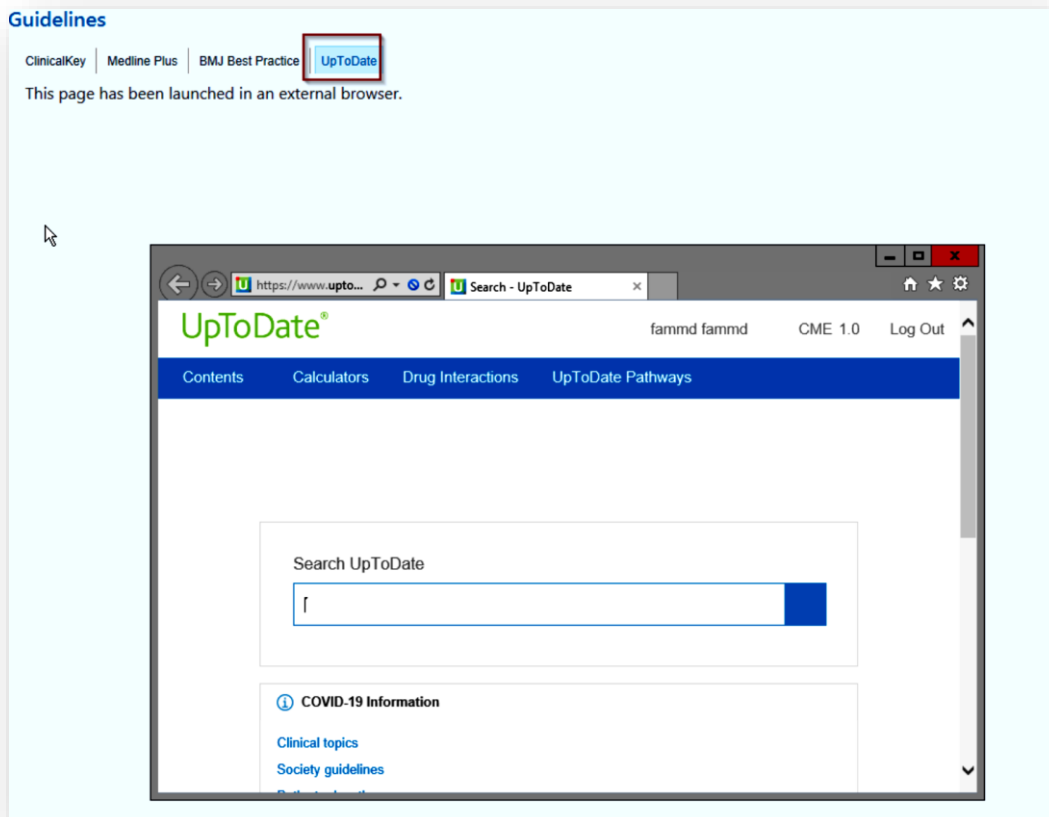 Guidelines
ClinicalKey Medline Plus BMJ Best Practice UpToDate
This page has been launched in an external browser.
https://www.upto... Search - UpToDate
UpToDate® fammd fammd CME 1.0 Log Out
Contents Calculators Drug Interactions UpToDate Pathways
Search UpToDate
COVID-19 Information
Clinical topics
Society guidelines